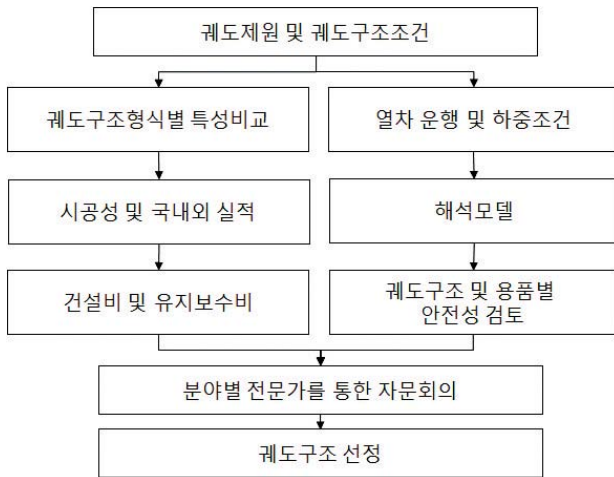 궤도제원 및 궤도구조조건
궤도구조형식별 특성비교
열차 운행 및 하중조건
시공성 및 국내외 실적
해석모델
건설비 및 유지보수비
궤도구조 및 용품별
안전성 검토
분야별 전문가를 통한 자문회의
궤도구조 선정